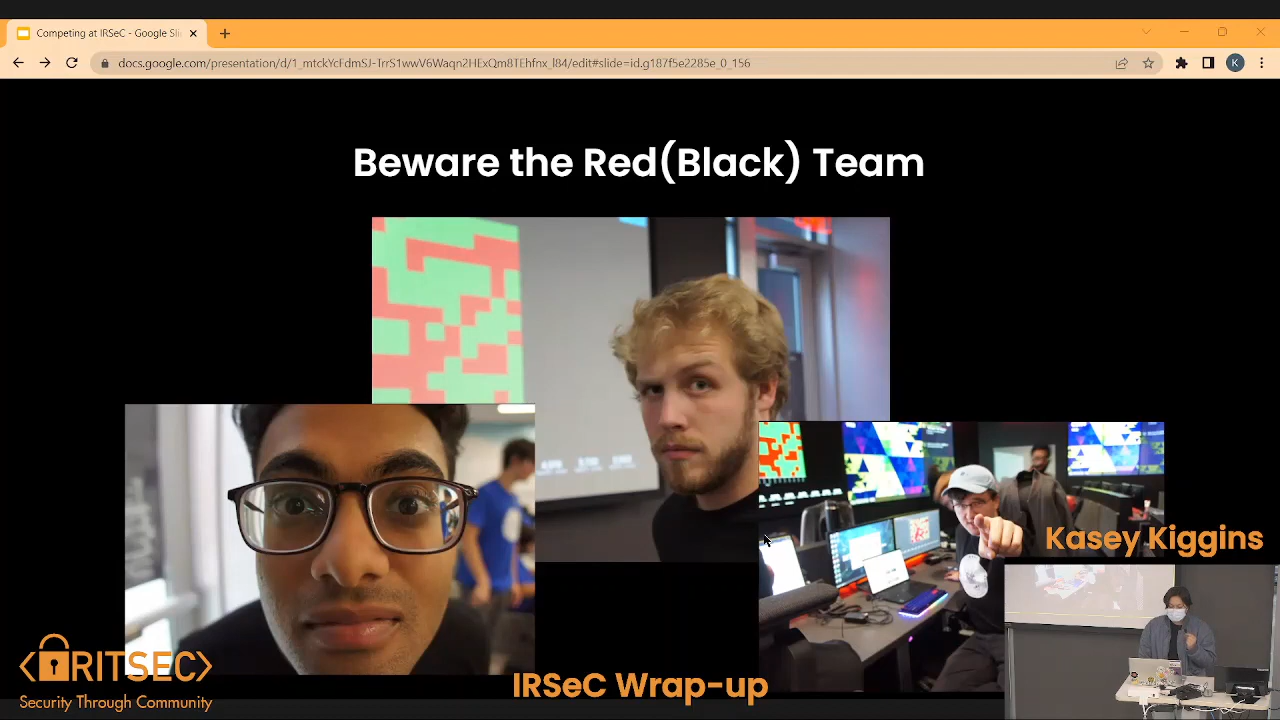 Competing at IRSeC - Google Sli
docs.google.com/presentation/d/1_mtckYcFdmSJ-TrrS1wwV6Waqn2HExQm8TEhfhx_l84/edit#slide=id.g187f5e2285e_0_156
K
Beware the Red(Black) Team
Kasey Kiggins
<RITSEC>
Security Through Community
IRSeC Wrap-up